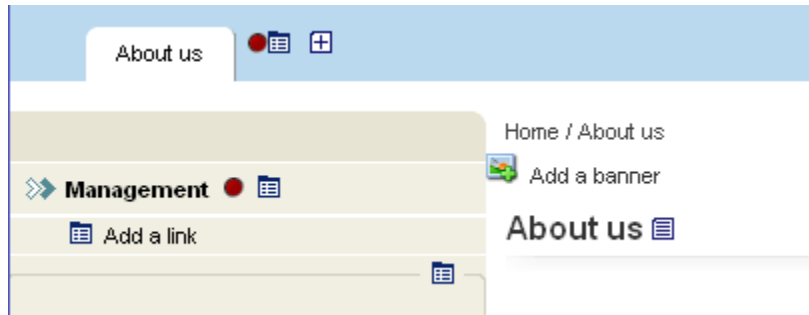 About us
Home / About us
Management
Add a banner
Add a link
About us